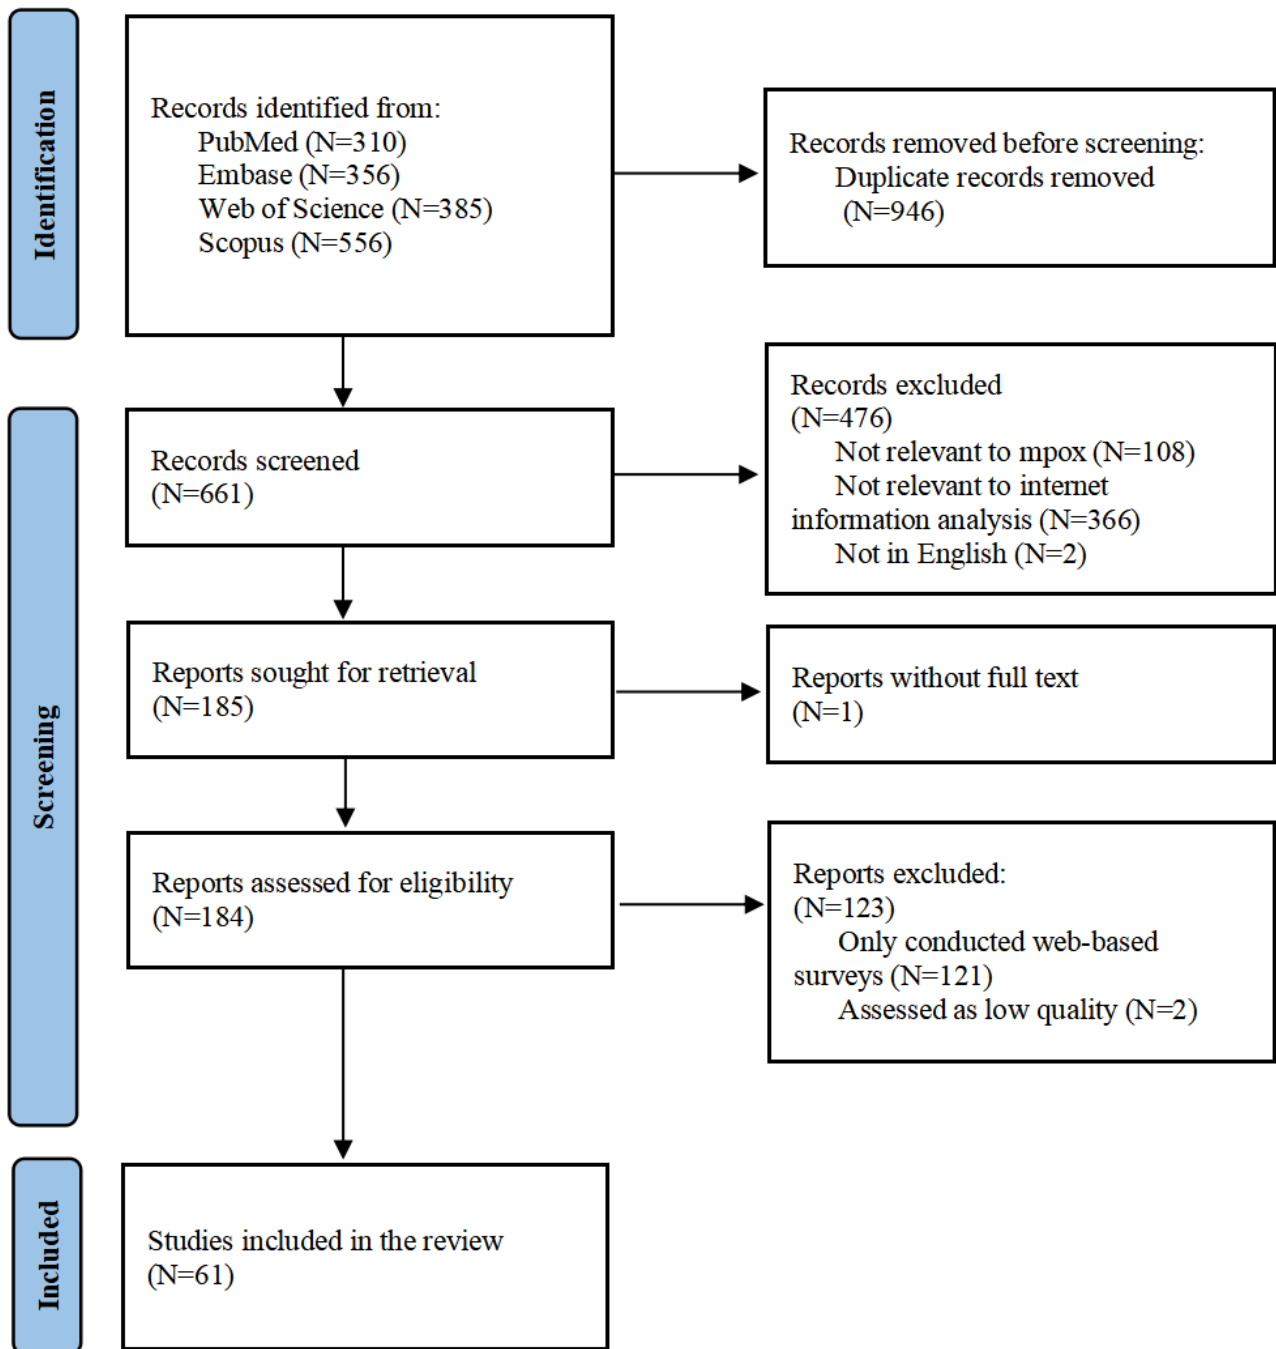 Identification
Records identified from:
PubMed (N=310)
Embase (N=356)
Web of Science (N=385)
Scopus (N=556)
Records removed before screening:
Duplicate records removed
(N=946)
Screening
Records screened
(N=661)
Records excluded
(N=476)
Not relevant to mpox (N=108)
Not relevant to internet
information analysis (N=366)
Not in English (N=2)
Reports sought for retrieval
(N=185)
Reports without full text
(N=1)
Reports assessed for eligibility
(N=184)
Reports excluded:
(N=123)
Only conducted web-based
surveys (N=121)
Assessed as low quality (N=2)
Included
Studies included in the review
(N=61)